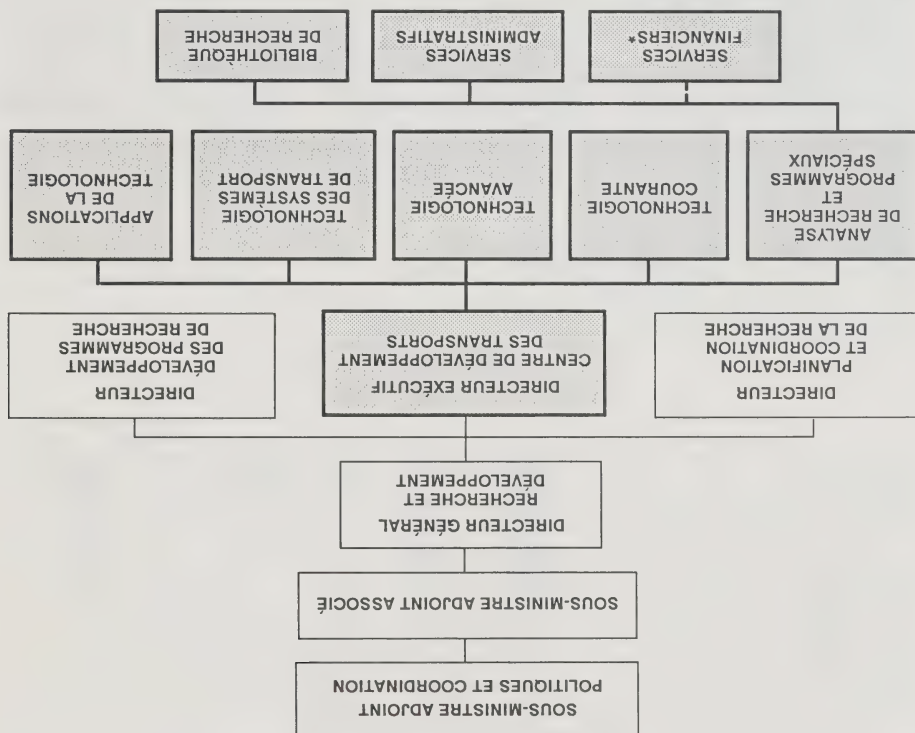 SOUS-MINISTRE ADJOINT
POLITIQUES ET COORDINATION
SOUS-MINISTRE ADJOINT ASSOCIÉ
DIRECTEUR GÉNÉRAL
RECHERCHE ET
DÉVELOPPEMENT
DIRECTEUR
PLANIFICATION
ET COORDINATION
DE LA RECHERCHE
DIRECTEUR EXÉCUTIF
CENTRE DE DÉVELOPPEMENT
DES TRANSPORTS
DIRECTEUR
DÉVELOPPEMENT
DES PROGRAMMES
DE RECHERCHE
ANALYSE
DE RECHERCHE
ET
PROGRAMMES
SPÉCIAUX
TECHNOLOGIE
COURANTE
TECHNOLOGIE
AVANCÉE
TECHNOLOGIE
DES SYSTÈMES
DE TRANSPORT
APPLICATIONS
DE LA
TECHNOLOGIE
SERVICES
FINANCIERS*
SERVICES
ADMINISTRATIFS
BIBLIOTHÈQUE
DE RECHERCHE